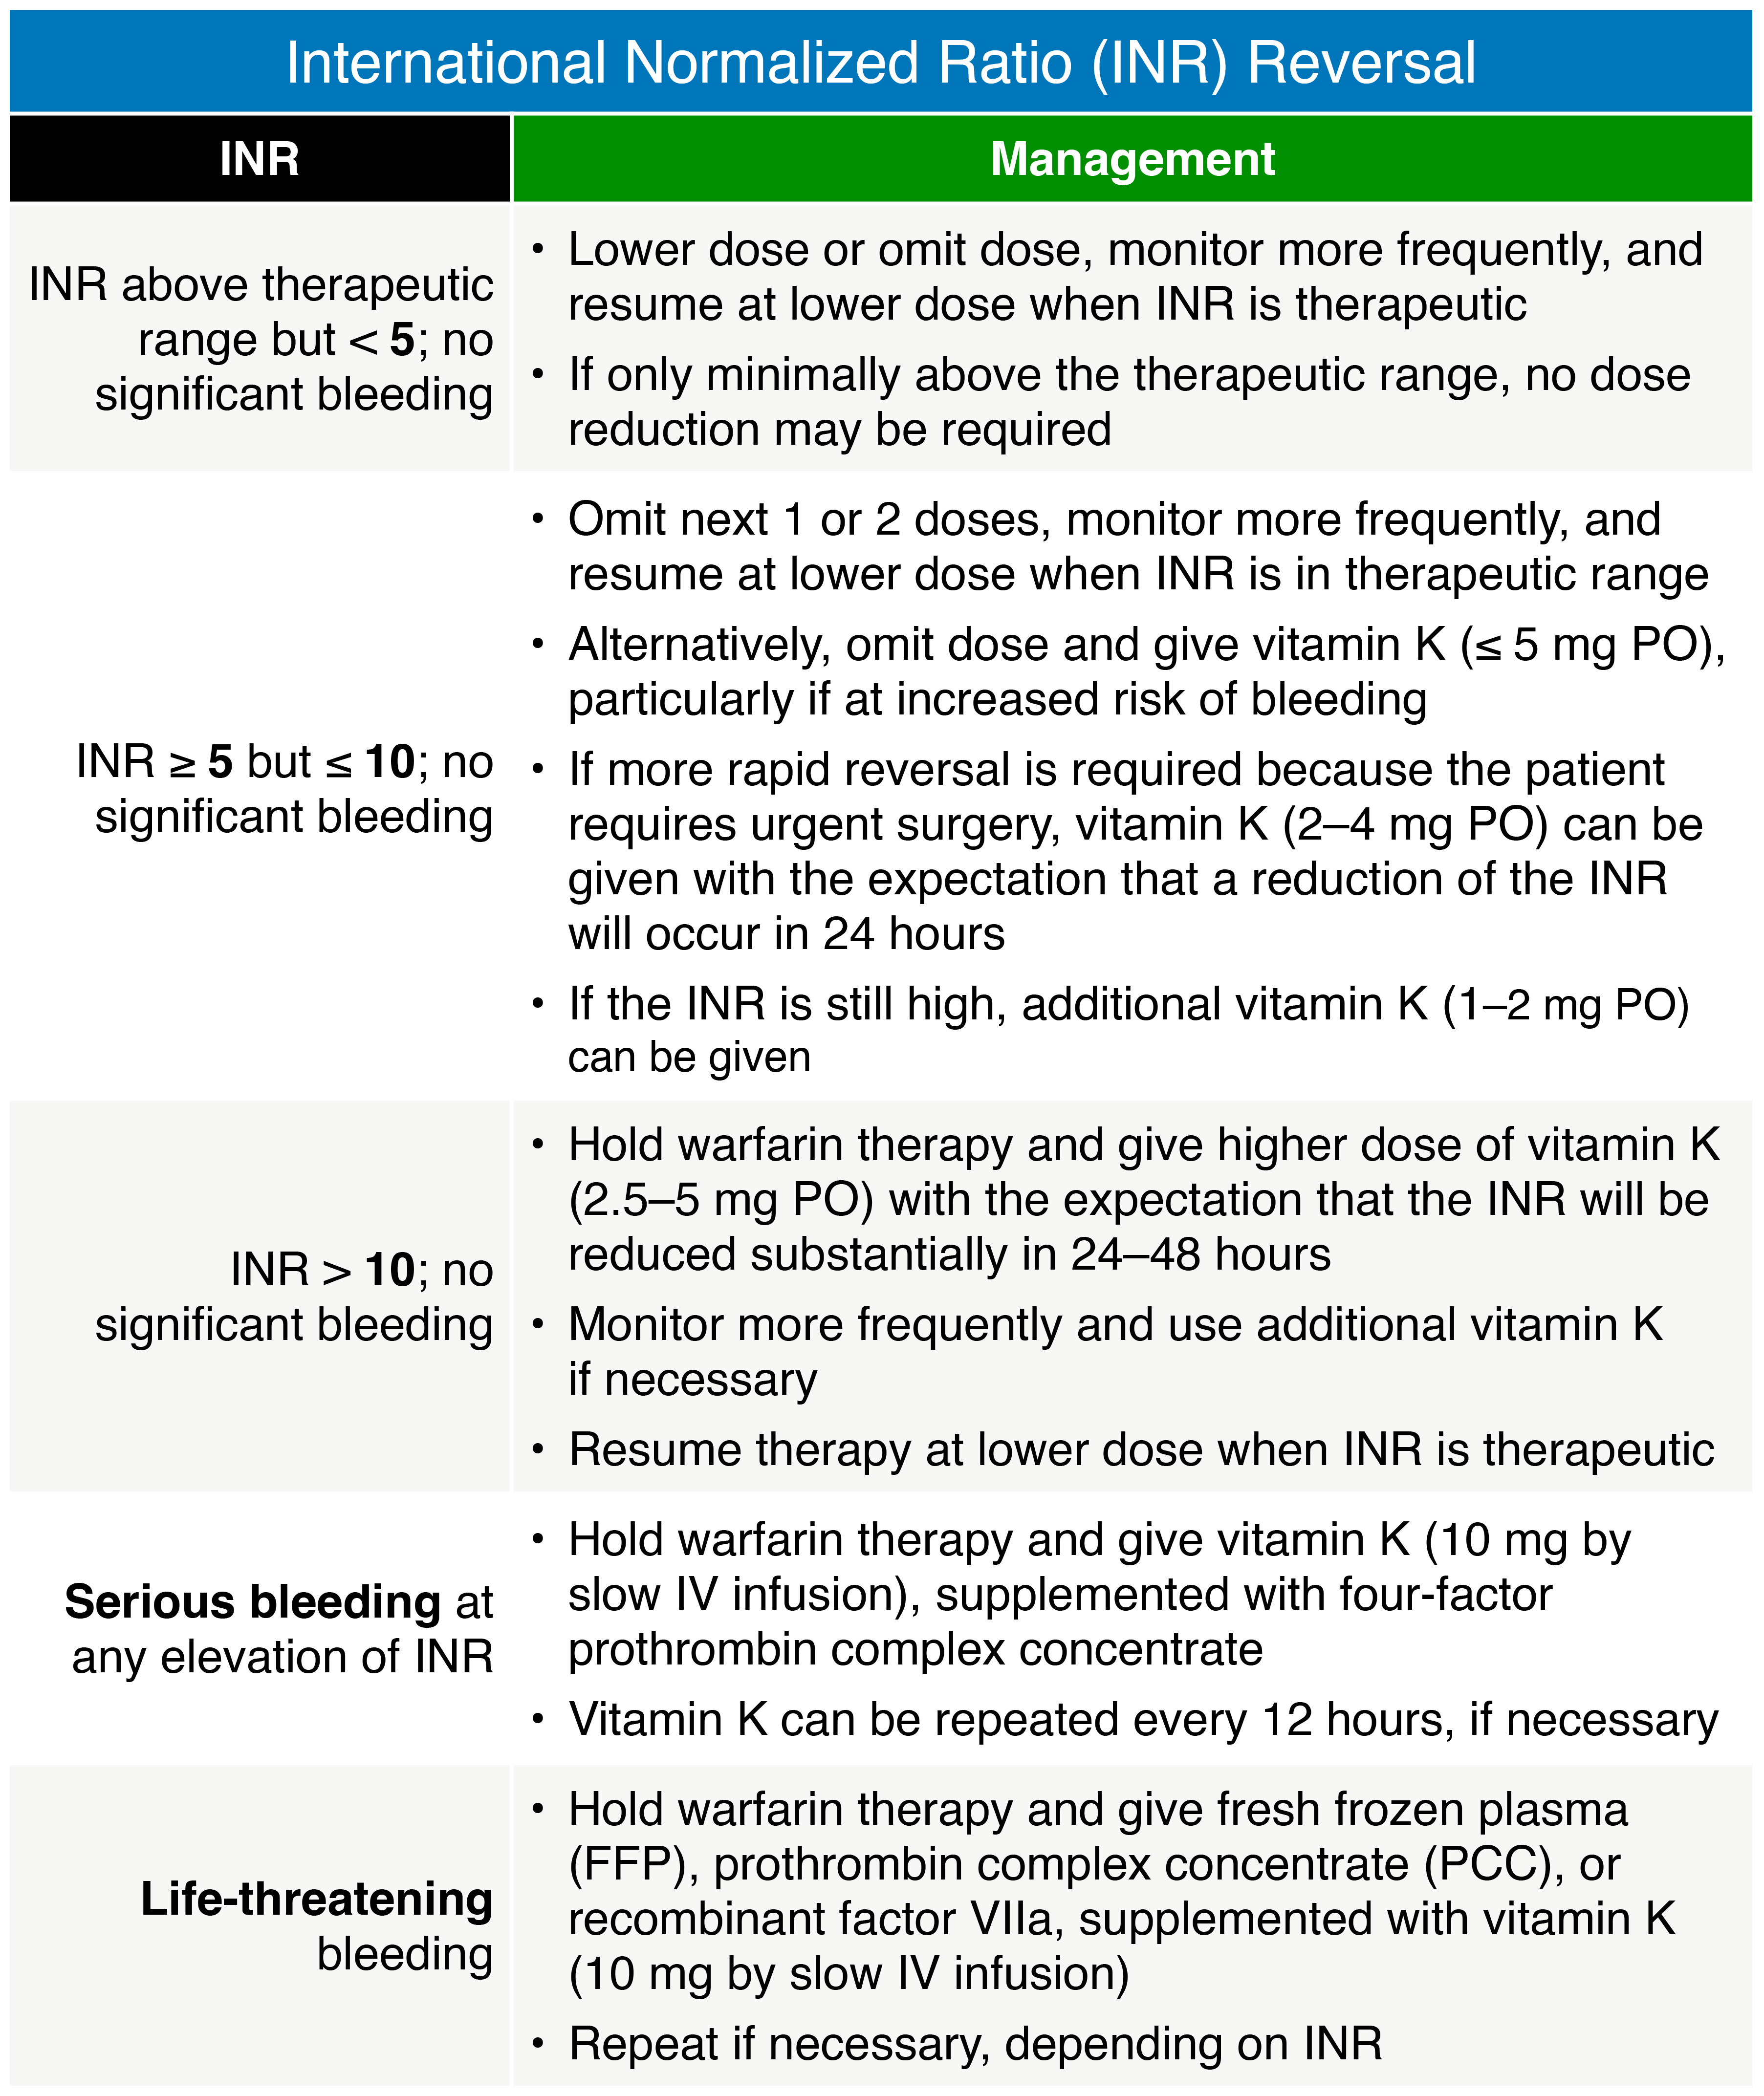 International Normalized Ratio (INR) Reversal
INR
Management
INR above therapeutic
range but < 5; no
significant bleeding
• Lower dose or omit dose, monitor more frequently, and
resume at lower dose when INR is therapeutic
• If only minimally above the therapeutic range, no dose
reduction may be required
INR ≥ 5 but ≤ 10; no
significant bleeding
• Omit next 1 or 2 doses, monitor more frequently, and
resume at lower dose when INR is in therapeutic range
• Alternatively, omit dose and give vitamin K (≤ 5 mg PO),
particularly if at increased risk of bleeding
• If more rapid reversal is required because the patient
requires urgent surgery, vitamin K (2–4 mg PO) can be
given with the expectation that a reduction of the INR
will occur in 24 hours
• If the INR is still high, additional vitamin K (1–2 mg PO)
can be given
INR > 10; no
significant bleeding
• Hold warfarin therapy and give higher dose of vitamin K
(2.5–5 mg PO) with the expectation that the INR will be
reduced substantially in 24–48 hours
• Monitor more frequently and use additional vitamin K
if necessary
• Resume therapy at lower dose when INR is therapeutic
Serious bleeding at
any elevation of INR
• Hold warfarin therapy and give vitamin K (10 mg by
slow IV infusion), supplemented with four-factor
prothrombin complex concentrate
• Vitamin K can be repeated every 12 hours, if necessary
Life-threatening
bleeding
• Hold warfarin therapy and give fresh frozen plasma
(FFP), prothrombin complex concentrate (PCC), or
recombinant factor VIIa, supplemented with vitamin K
(10 mg by slow IV infusion)
• Repeat if necessary, depending on INR